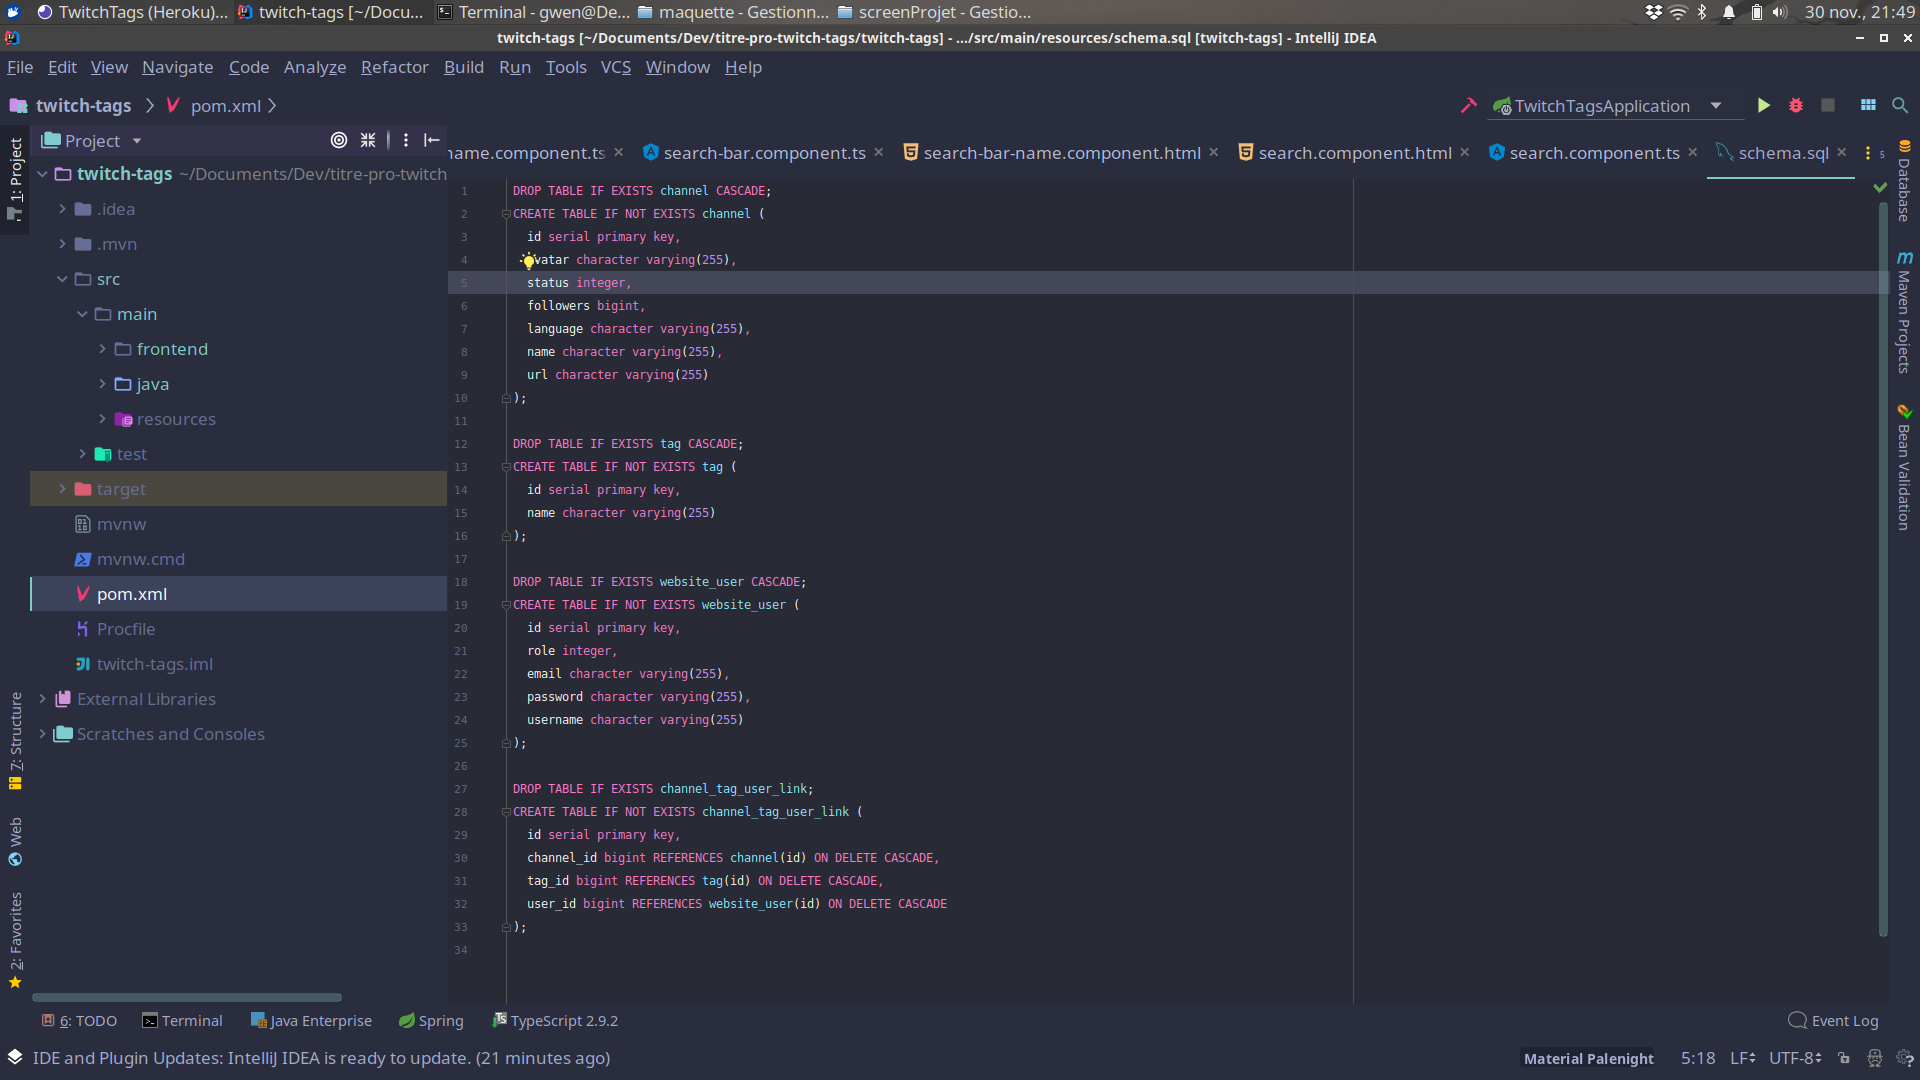 TwitchTags (Heroku)...
twitch-tags [~/Docu...
Terminal - gwen@De...
maquette - Gestionn...
screenProjet - Gestio...
30 nov., 21:49
twitch-tags [~/Documents/Dev/titre-pro-twitch-tags/twitch-tags] - .../src/main/resources/schema.sql [twitch-tags] - IntelliJ IDEA
File Edit View Navigate Code Analyze Refactor Build Run Tools VCS Window Help
twitch-tags
pom.xml
TwitchTagsApplication
1: Project
Project
name.component.ts
search-bar.component.ts
search-bar-name.component.html
search.component.html
search.component.ts
schema.sql
5
twitch-tags ~/Documents/Dev/titre-pro-twitch
.idea
.mvn
src
main
frontend
java
resources
test
target
mvnw
mvnw.cmd
pom.xml
Procfile
twitch-tags.iml
External Libraries
Scratches and Consoles
7: Structure
Web
2: Favorites
1 DROP TABLE IF EXISTS channel CASCADE;
2 CREATE TABLE IF NOT EXISTS channel (
3 id serial primary key,
4 vatar character varying(255),
5 status integer,
6 followers bigint,
7 language character varying(255),
8 name character varying(255),
9 url character varying(255)
10 );
11
12 DROP TABLE IF EXISTS tag CASCADE;
13 CREATE TABLE IF NOT EXISTS tag (
14 id serial primary key,
15 name character varying(255)
16 );
17
18 DROP TABLE IF EXISTS website_user CASCADE;
19 CREATE TABLE IF NOT EXISTS website_user (
20 id serial primary key,
21 role integer,
22 email character varying(255),
23 password character varying(255),
24 username character varying(255)
25 );
26
27 DROP TABLE IF EXISTS channel_tag_user_link;
28 CREATE TABLE IF NOT EXISTS channel_tag_user_link (
29 id serial primary key,
30 channel_id bigint REFERENCES channel(id) ON DELETE CASCADE,
31 tag_id bigint REFERENCES tag(id) ON DELETE CASCADE,
32 user_id bigint REFERENCES website_user(id) ON DELETE CASCADE
33 );
34
Database
Maven Projects
Bean Validation
6: TODO
Terminal
Java Enterprise
Spring
TypeScript 2.9.2
Event Log
IDE and Plugin Updates: IntelliJ IDEA is ready to update. (21 minutes ago)
Material Palenight
5:18
LF
UTF-8